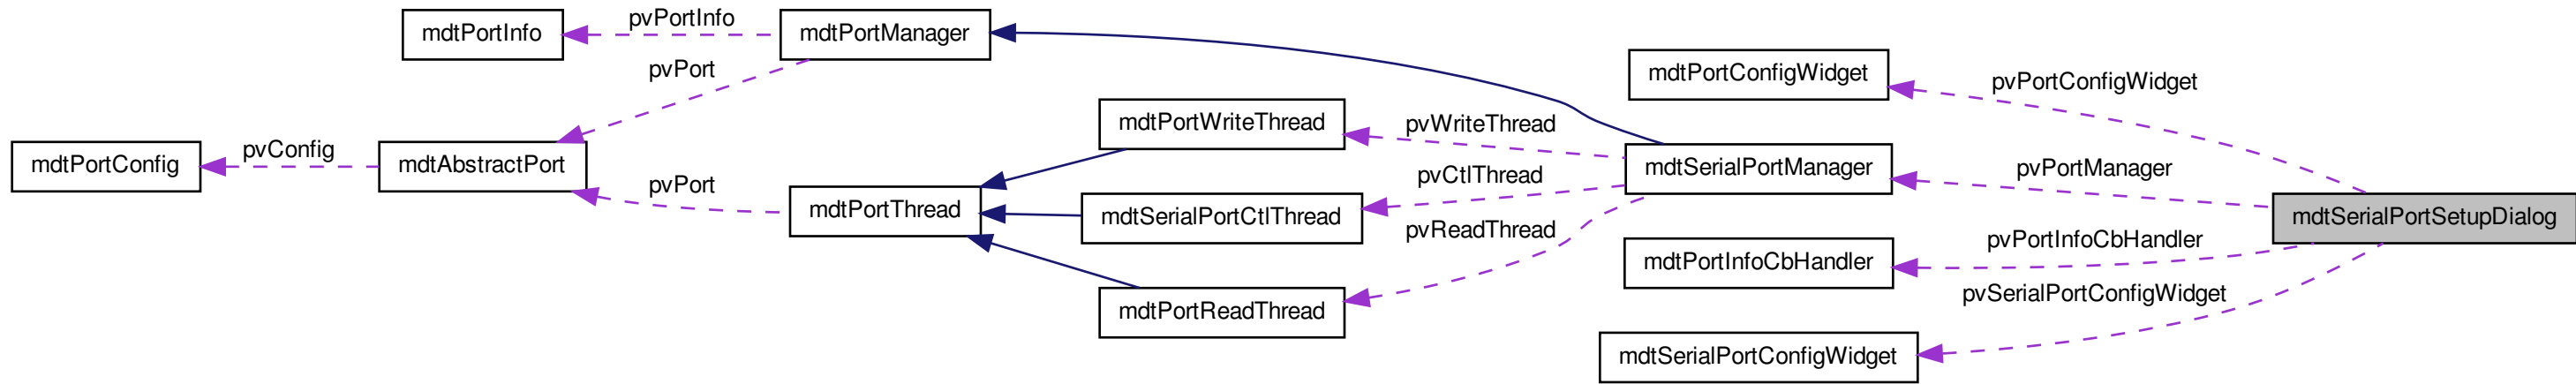 mdtPortInfo
pvPortInfo
mdtPortManager
pvPort
mdtPortConfigWidget
pvPortConfigWidget
mdtPortConfig
pvConfig
mdtAbstractPort
pvPort
mdtPortThread
mdtPortWriteThread
pvWriteThread
mdtSerialPortManager
pvPortManager
mdtSerialPortCtlThread
pvCtlThread
mdtSerialPortSetupDialog
pvReadThread
mdtPortInfoCbHandler
pvPortInfoCbHandler
mdtPortReadThread
pvSerialPortConfigWidget
mdtSerialPortConfigWidget